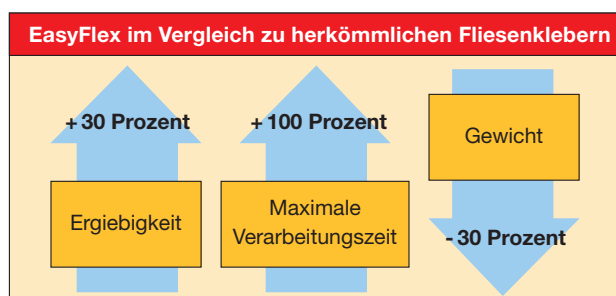 EasyFlex im Vergleich zu herkömmlichen Fliesenklebern
+ 30 Prozent
Ergiebigkeit
+ 100 Prozent
Maximale
Verarbeitungszeit
Gewicht
- 30 Prozent